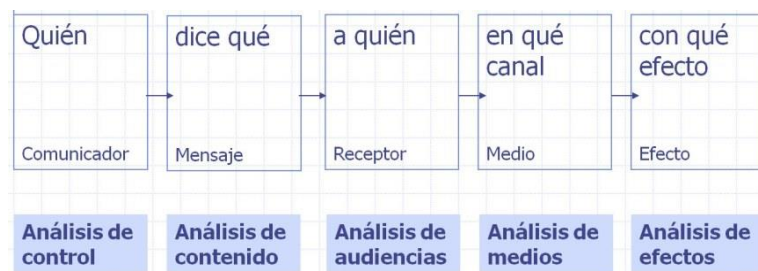 Quién
dice qué
a quién
en qué
canal
con qué
efecto
Comunicador
Mensaje
Receptor
Medio
Efecto
Análisis de
control
Análisis de
contenido
Análisis de
audiencias
Análisis de
medios
Análisis de
efectos